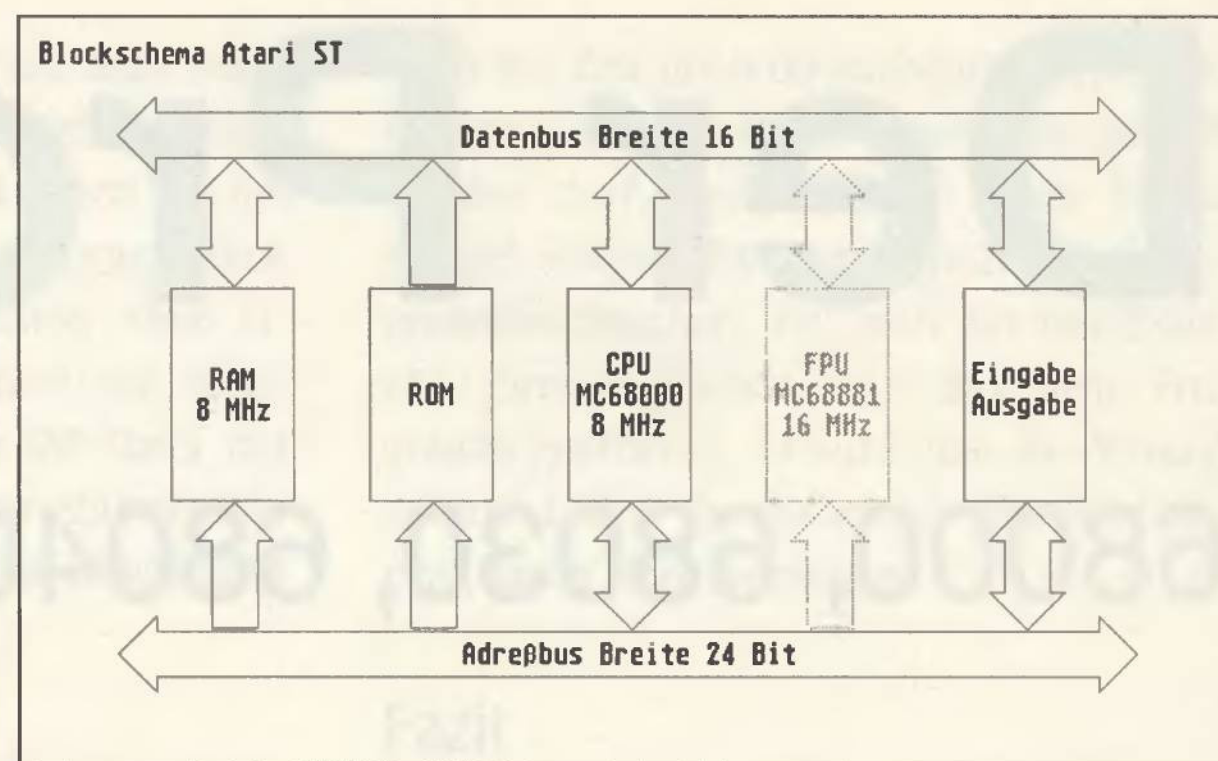 Blockschema Atari ST
Datenbus Breite 16 Bit
RAM
8 MHz
ROM
CPU
MC68000
8 MHz
FPU
MC68881
16 MHz
Eingabe
Ausgabe
Adreßbus Breite 24 Bit